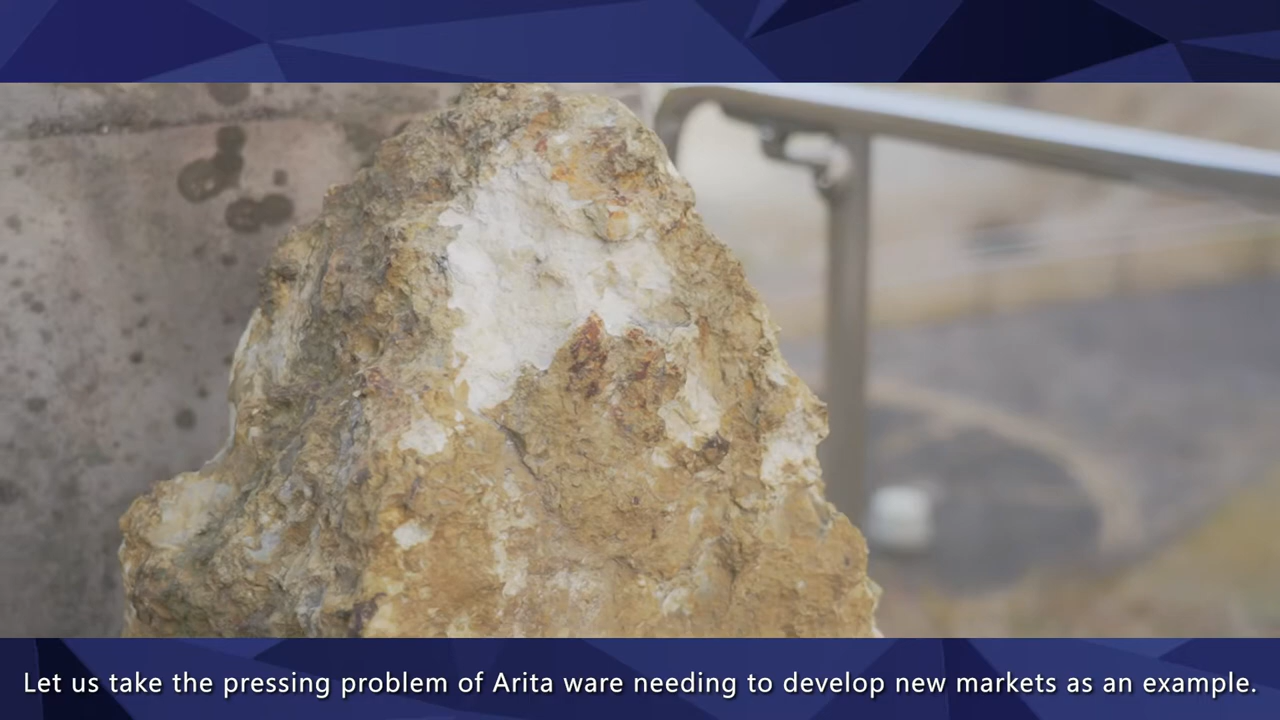 Let us take the pressing problem of Arita ware needing to develop new markets as an example.